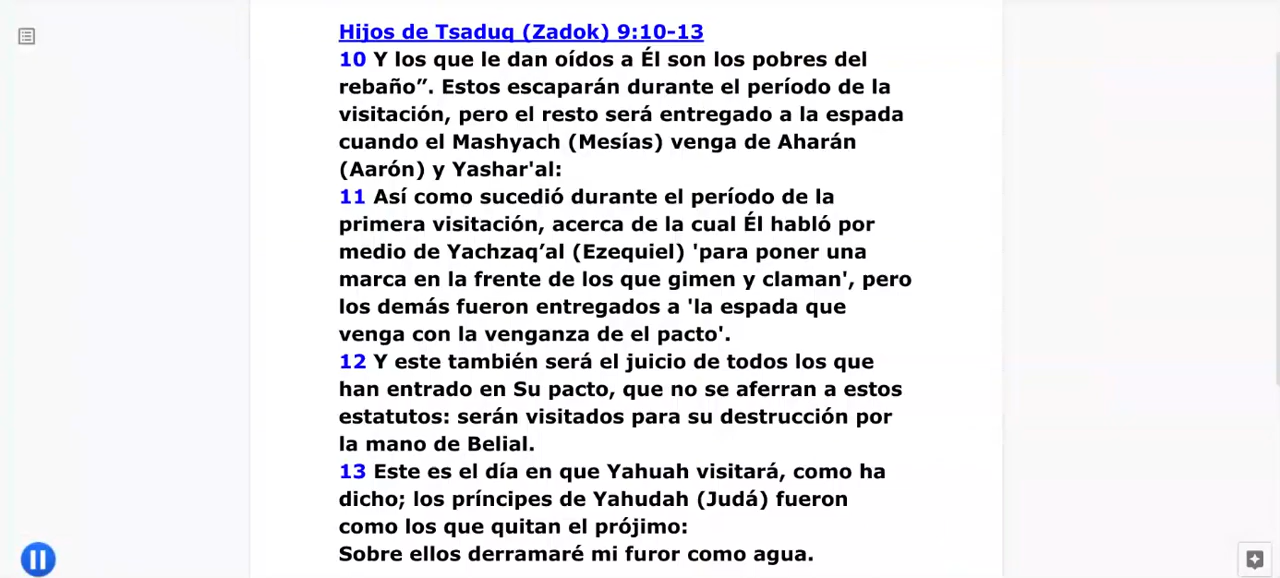 Hijos de Tsaduq (Zadok) 9:10-13
10 Y los que le dan oídos a Él son los pobres del
rebaño”. Estos escaparán durante el período de la
visitación, pero el resto será entregado a la espada
cuando el Mashyach (Mesías) venga de Aharán
(Aarón) y Yashar'al:
11 Así como sucedió durante el período de la
primera visitación, acerca de la cual Él habló por
medio de Yachzaq’al (Ezequiel) 'para poner una
marca en la frente de los que gimen y claman', pero
los demás fueron entregados a 'la espada que
venga con la venganza de el pacto'.
12 Y este también será el juicio de todos los que
han entrado en Su pacto, que no se aferran a estos
estatutos: serán visitados para su destrucción por
la mano de Belial.
13 Este es el día en que Yahuah visitará, como ha
dicho; los príncipes de Yahudah (Judá) fueron
como los que quitan el prójimo:
Sobre ellos derramaré mi furor como agua.